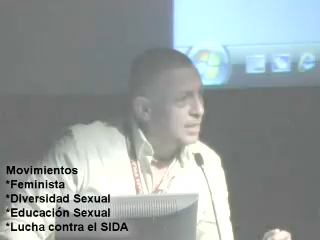 Movimientos
*Feminista
*Diversidad Sexual
*Educación Sexual
*Lucha contra el SIDA